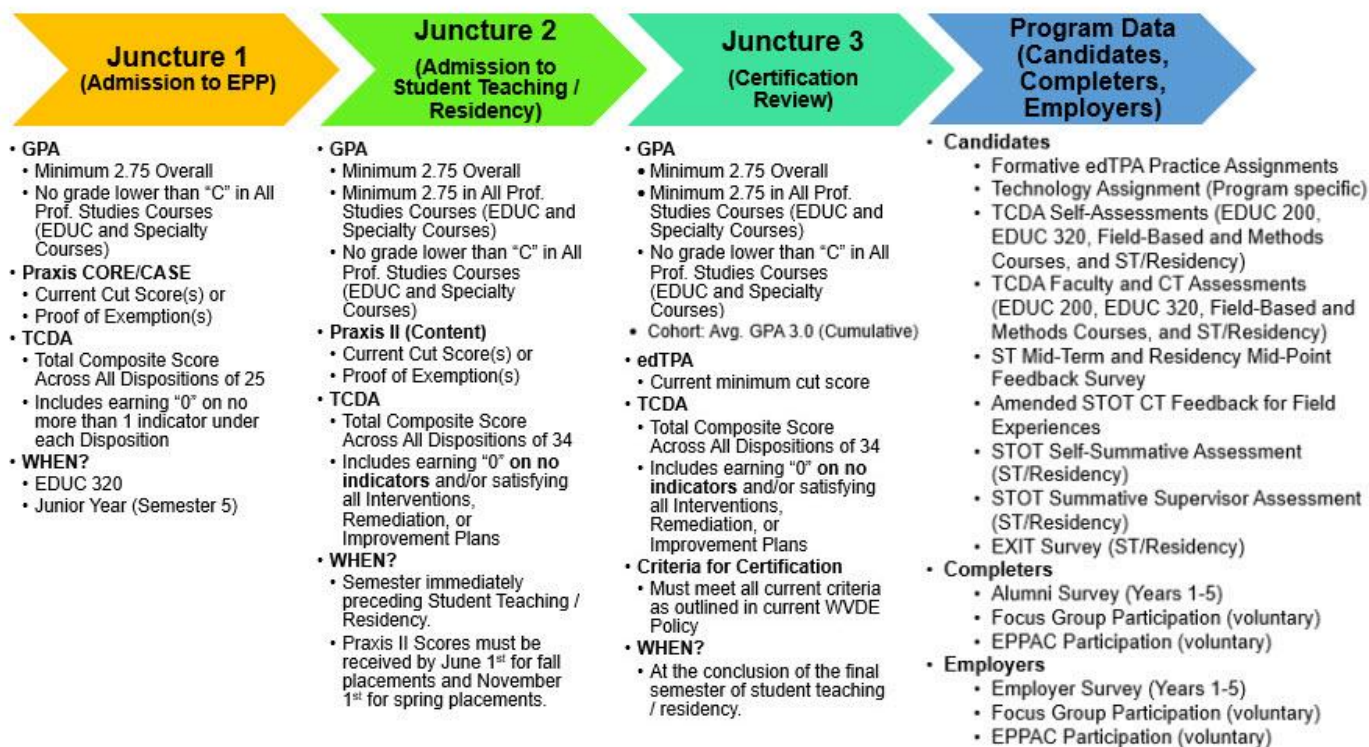 Juncture 1
(Admission to EPP)
• GPA
• Minimum 2.75 Overall
• No grade lower than “C” in All
Prof. Studies Courses
(EDUC and Specialty
Courses)
• Praxis CORE/CASE
• Current Cut Score(s) or
• Proof of Exemption(s)
• TCDA
• Total Composite Score
Across All Dispositions of 25
• Includes earning “0” on no
more than 1 indicator under
each Disposition
• WHEN?
• EDUC 320
• Junior Year (Semester 5)
Juncture 2
(Admission to
Student Teaching /
Residency)
• GPA
• Minimum 2.75 Overall
• Minimum 2.75 in All Prof.
Studies Courses (EDUC and
Specialty Courses)
• No grade lower than “C” in All
Prof. Studies Courses
(EDUC and Specialty
Courses)
• Praxis II (Content)
• Current Cut Score(s) or
• Proof of Exemption(s)
• TCDA
• Total Composite Score
Across All Dispositions of 34
• Includes earning “0” on no
indicators and/or satisfying
all Interventions,
Remediation, or
Improvement Plans
• WHEN?
• Semester immediately
preceding Student Teaching /
Residency.
• Praxis II Scores must be
received by June 1st for fall
placements and November
1st for spring placements.
Juncture 3
(Certification
Review)
• GPA
• Minimum 2.75 Overall
• Minimum 2.75 in All Prof.
Studies Courses (EDUC and
Specialty Courses)
• No grade lower than “C” in All
Prof. Studies Courses
(EDUC and Specialty
Courses)
• Cohort: Avg. GPA 3.0 (Cumulative)
• edTPA
• Current minimum cut score
• TCDA
• Total Composite Score
Across All Dispositions of 34
• Includes earning “0” on no
indicators and/or satisfying
all Interventions,
Remediation, or
Improvement Plans
• Criteria for Certification
• Must meet all current criteria
as outlined in current WVDE
Policy
• WHEN?
• At the conclusion of the final
semester of student teaching
/ residency.
Program Data
(Candidates,
Completers,
Employers)
• Candidates
• Formative edTPA Practice Assignments
• Technology Assignment (Program specific)
• TCDA Self-Assessments (EDUC 200,
EDUC 320, Field-Based and Methods
Courses, and ST/Residency)
• TCDA Faculty and CT Assessments
(EDUC 200, EDUC 320, Field-Based and
Methods Courses, and ST/Residency)
• ST Mid-Term and Residency Mid-Point
Feedback Survey
• Amended STOT CT Feedback for Field
Experiences
• STOT Self-Summative Assessment
(ST/Residency)
• STOT Summative Supervisor Assessment
(ST/Residency)
• EXIT Survey (ST/Residency)
• Completers
• Alumni Survey (Years 1-5)
• Focus Group Participation (voluntary)
• EPPAC Participation (voluntary)
• Employers
• Employer Survey (Years 1-5)
• Focus Group Participation (voluntary)
• EPPAC Participation (voluntary)